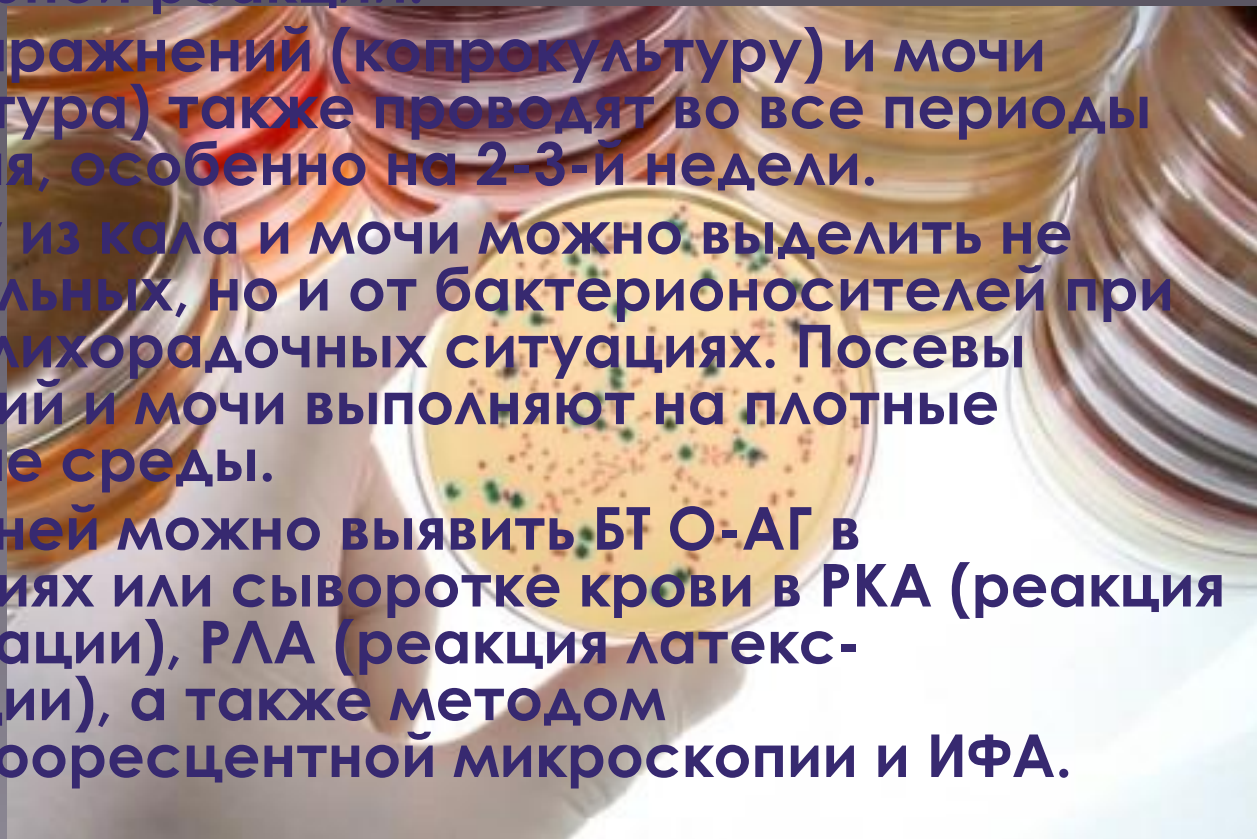 ражнений (копрокультуру) и мочи
тура) также проводят во все периоды
я, особенно на 2-3-й недели.
из кала и мочи можно выделить не
льных, но и от бактерионосителей при
лихорадочных ситуациях. Посевы
ий и мочи выполняют на плотные
е среды.
ней можно выявить БТ О-АГ в
иях или сыворотке крови в РКА (реакция
ации), РЛА (реакция латекс-
ии), а также методом
оресцентной микроскопии и ИФА.